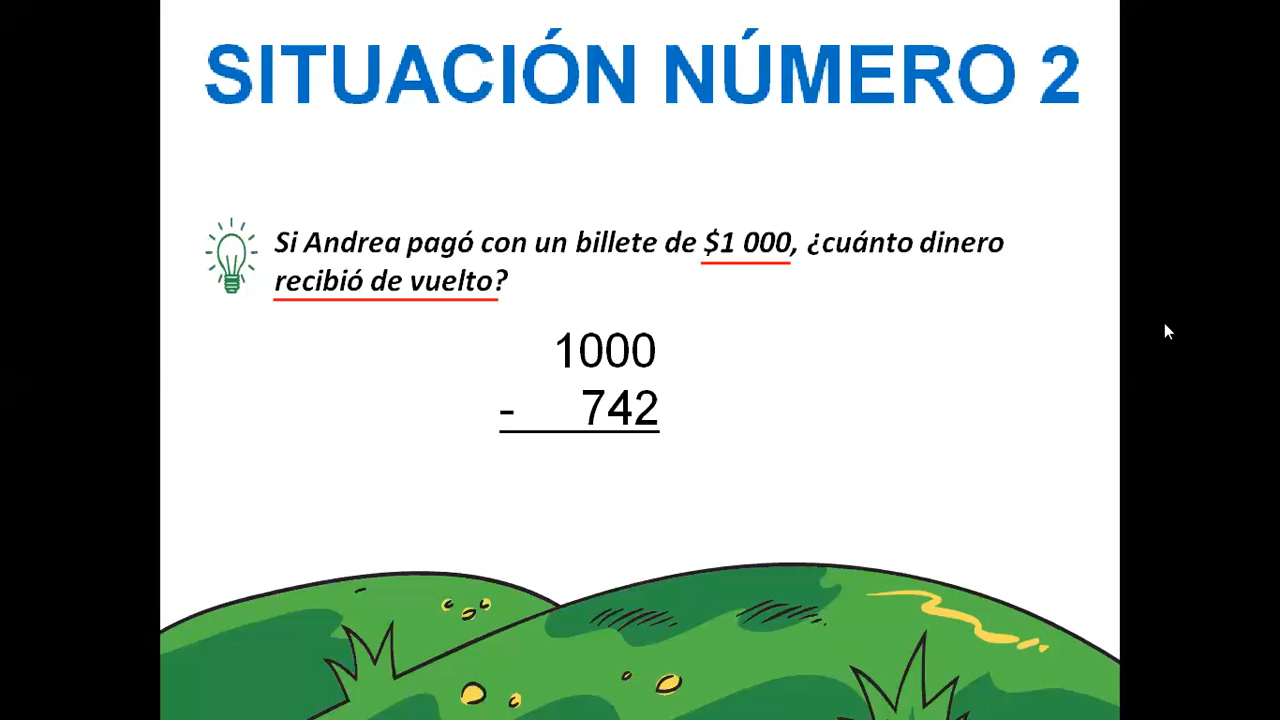 SITUACIÓN NÚMERO 2
Si Andrea pagó con un billete de $1 000, ¿cuánto dinero
recibió de vuelto?
1000
- 742